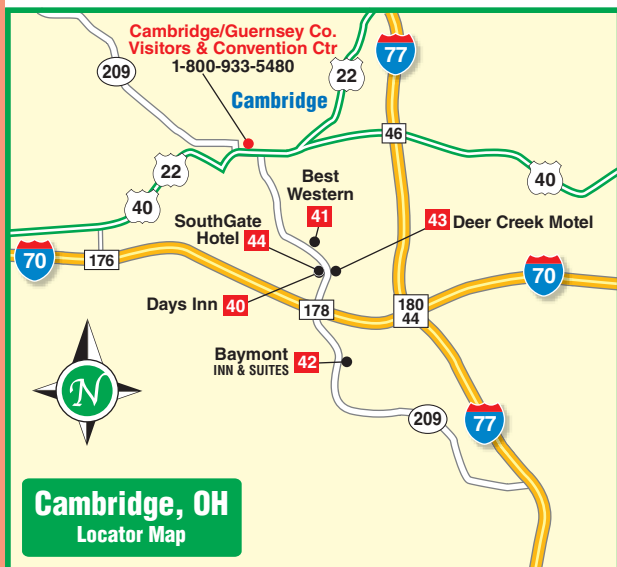 Cambridge/Guernsey Co.
Visitors & Convention Ctr
1-800-933-5480
77
209
22
Cambridge
46
22
Best
Western
41
40
40
SouthGate
Hotel 44
43 Deer Creek Motel
70
176
70
Days Inn 40
178
180
44
Baymont
INN & SUITES 42
N
209
77
Cambridge, OH
Locator Map